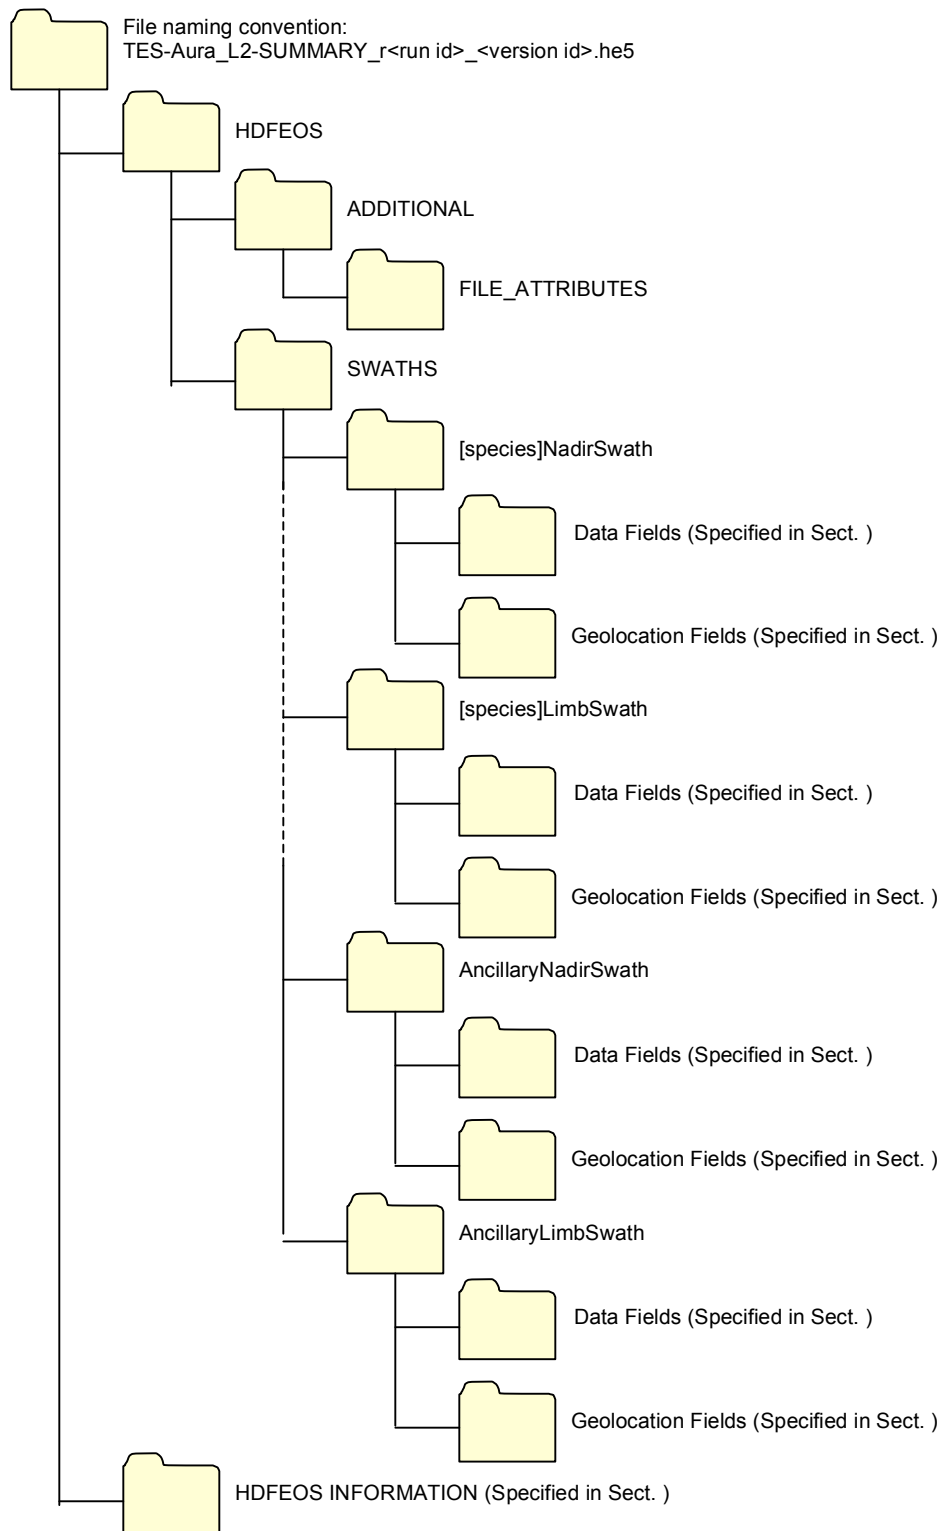 File naming convention:
TES-Aura_L2-SUMMARY_r<run id>_<version id>.he5
HDFEOS
ADDITIONAL
FILE_ATTRIBUTES
SWATHS
[species]NadirSwath
Data Fields (Specified in Sect. )
Geolocation Fields (Specified in Sect. )
[species]LimbSwath
Data Fields (Specified in Sect. )
Geolocation Fields (Specified in Sect. )
AncillaryNadirSwath
Data Fields (Specified in Sect. )
Geolocation Fields (Specified in Sect. )
AncillaryLimbSwath
Data Fields (Specified in Sect. )
Geolocation Fields (Specified in Sect. )
HDFEOS INFORMATION (Specified in Sect. )